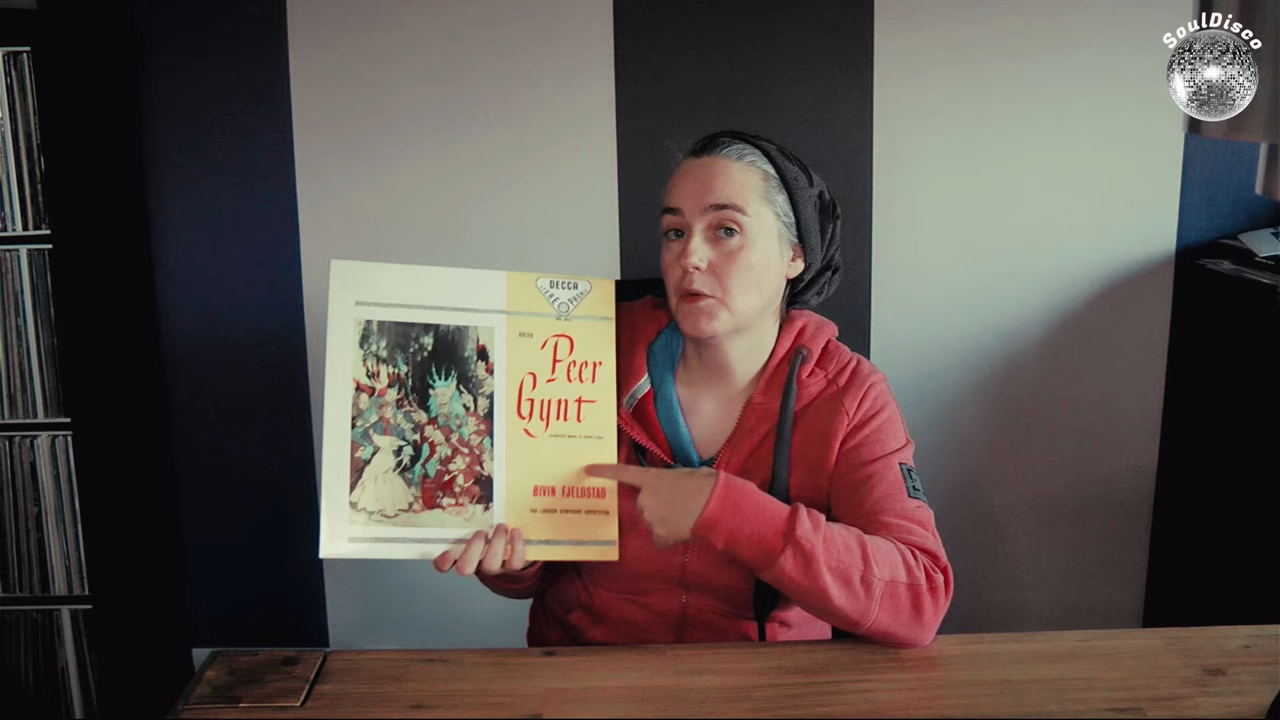 SoulDisco
DECCA
GRIEG
Peer
Gynt
ØIVIN FJELDSTAD
THE LONDON SYMPHONY ORCHESTRA